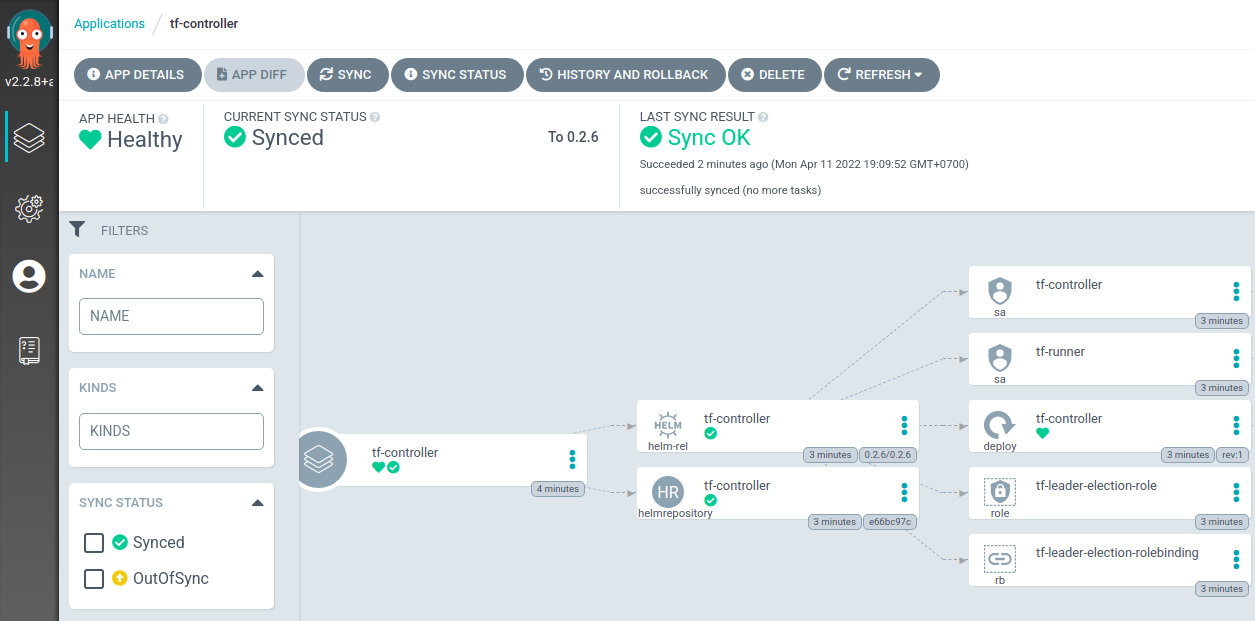 Applications / tf-controller
v2.2.8+a
APP DETAILS
APP DIFF
SYNC
SYNC STATUS
HISTORY AND ROLLBACK
DELETE
REFRESH
APP HEALTH
Healthy
CURRENT SYNC STATUS
Synced
To 0.2.6
LAST SYNC RESULT
Sync OK
Succeeded 2 minutes ago (Mon Apr 11 2022 19:09:52 GMT+0700)
successfully synced (no more tasks)
FILTERS
NAME
NAME
KINDS
KINDS
SYNC STATUS
Synced
OutOfSync
tf-controller
4 minutes
HELM
helm-rel
tf-controller
3 minutes
0.2.6/0.2.6
HR
helmrepository
tf-controller
3 minutes
e66bc97c
sa
tf-controller
3 minutes
sa
tf-runner
3 minutes
deploy
tf-controller
3 minutes
rev:1
role
tf-leader-election-role
3 minutes
rb
tf-leader-election-rolebinding
3 minutes